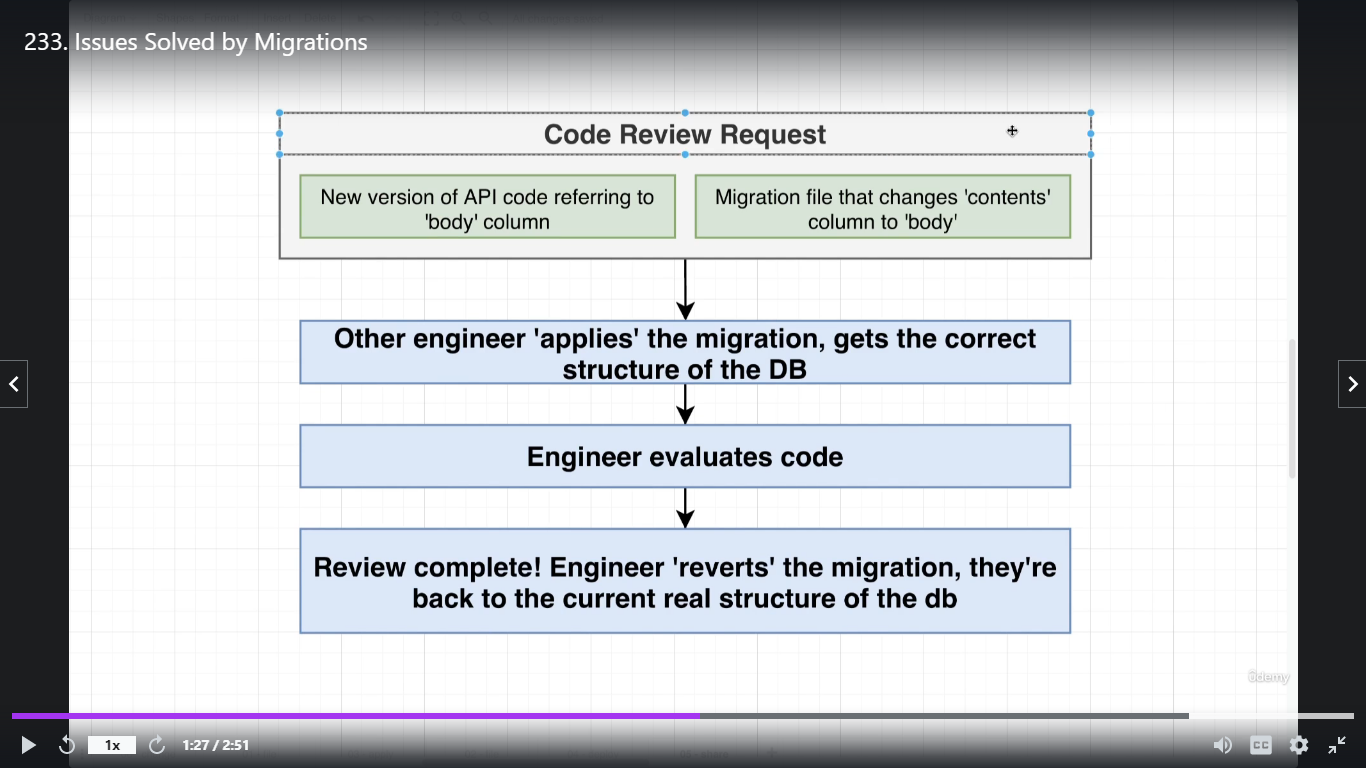 233. Issues Solved by Migrations
Code Review Request
New version of API code referring to
'body' column
Migration file that changes 'contents'
column to 'body'
Other engineer 'applies' the migration, gets the correct
structure of the DB
Engineer evaluates code
Review complete! Engineer 'reverts' the migration, they're
back to the current real structure of the db
ûdemy
1x
1:27 / 2:51
CC